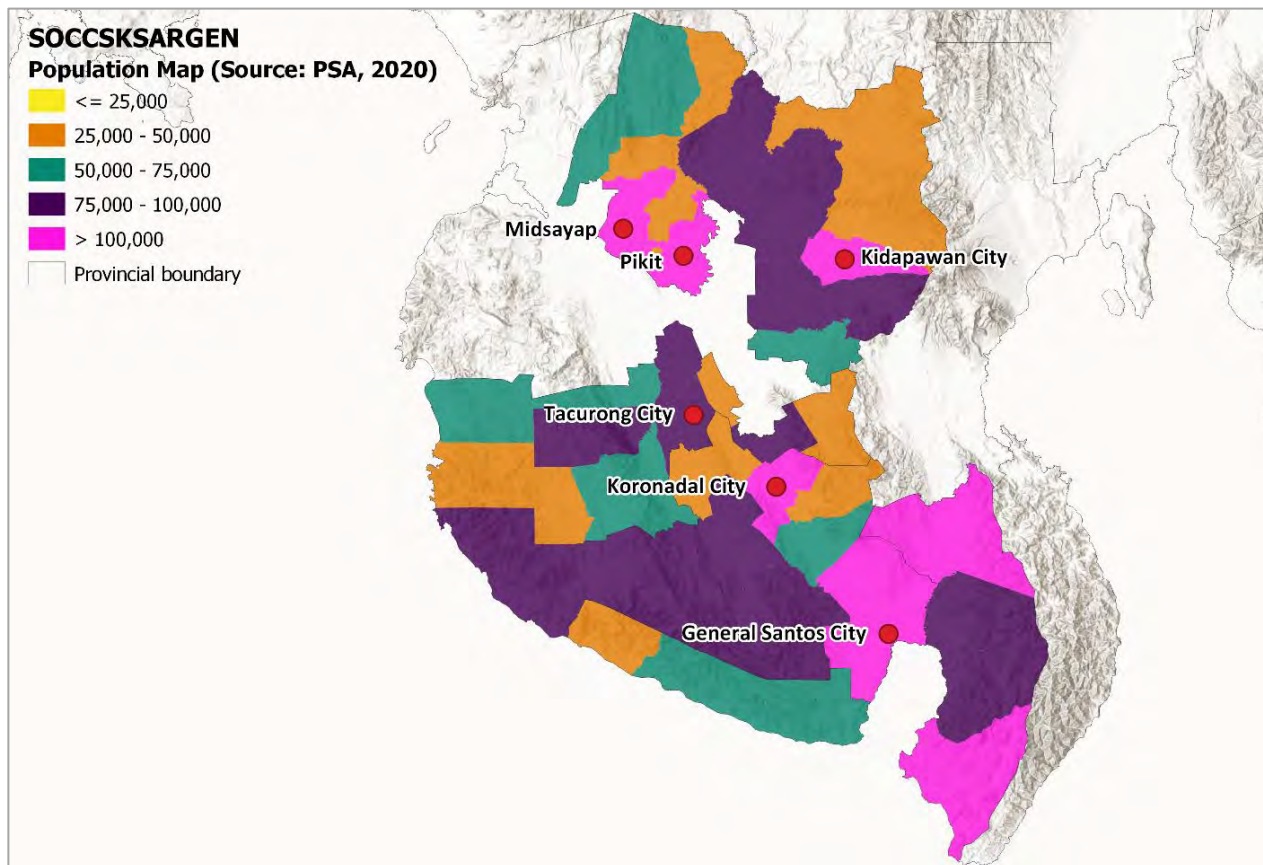 SOCCSKSARGEN
Population Map (Source: PSA, 2020)
<= 25,000
25,000 - 50,000
50,000 - 75,000
75,000 - 100,000
> 100,000
Provincial boundary
Midsayap
Pikit
Kidapawan City
Tacurong City
Koronadal City
General Santos City